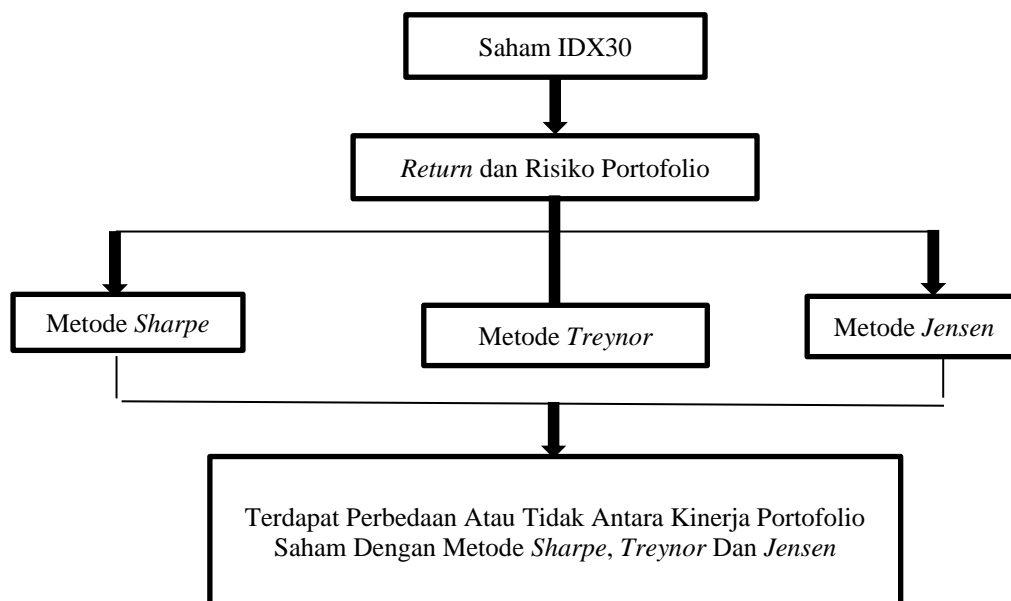 Saham IDX30
Return dan Risiko Portofolio
Metode Sharpe
Metode Treynor
Metode Jensen
Terdapat Perbedaan Atau Tidak Antara Kinerja Portofolio
Saham Dengan Metode Sharpe, Treynor Dan Jensen